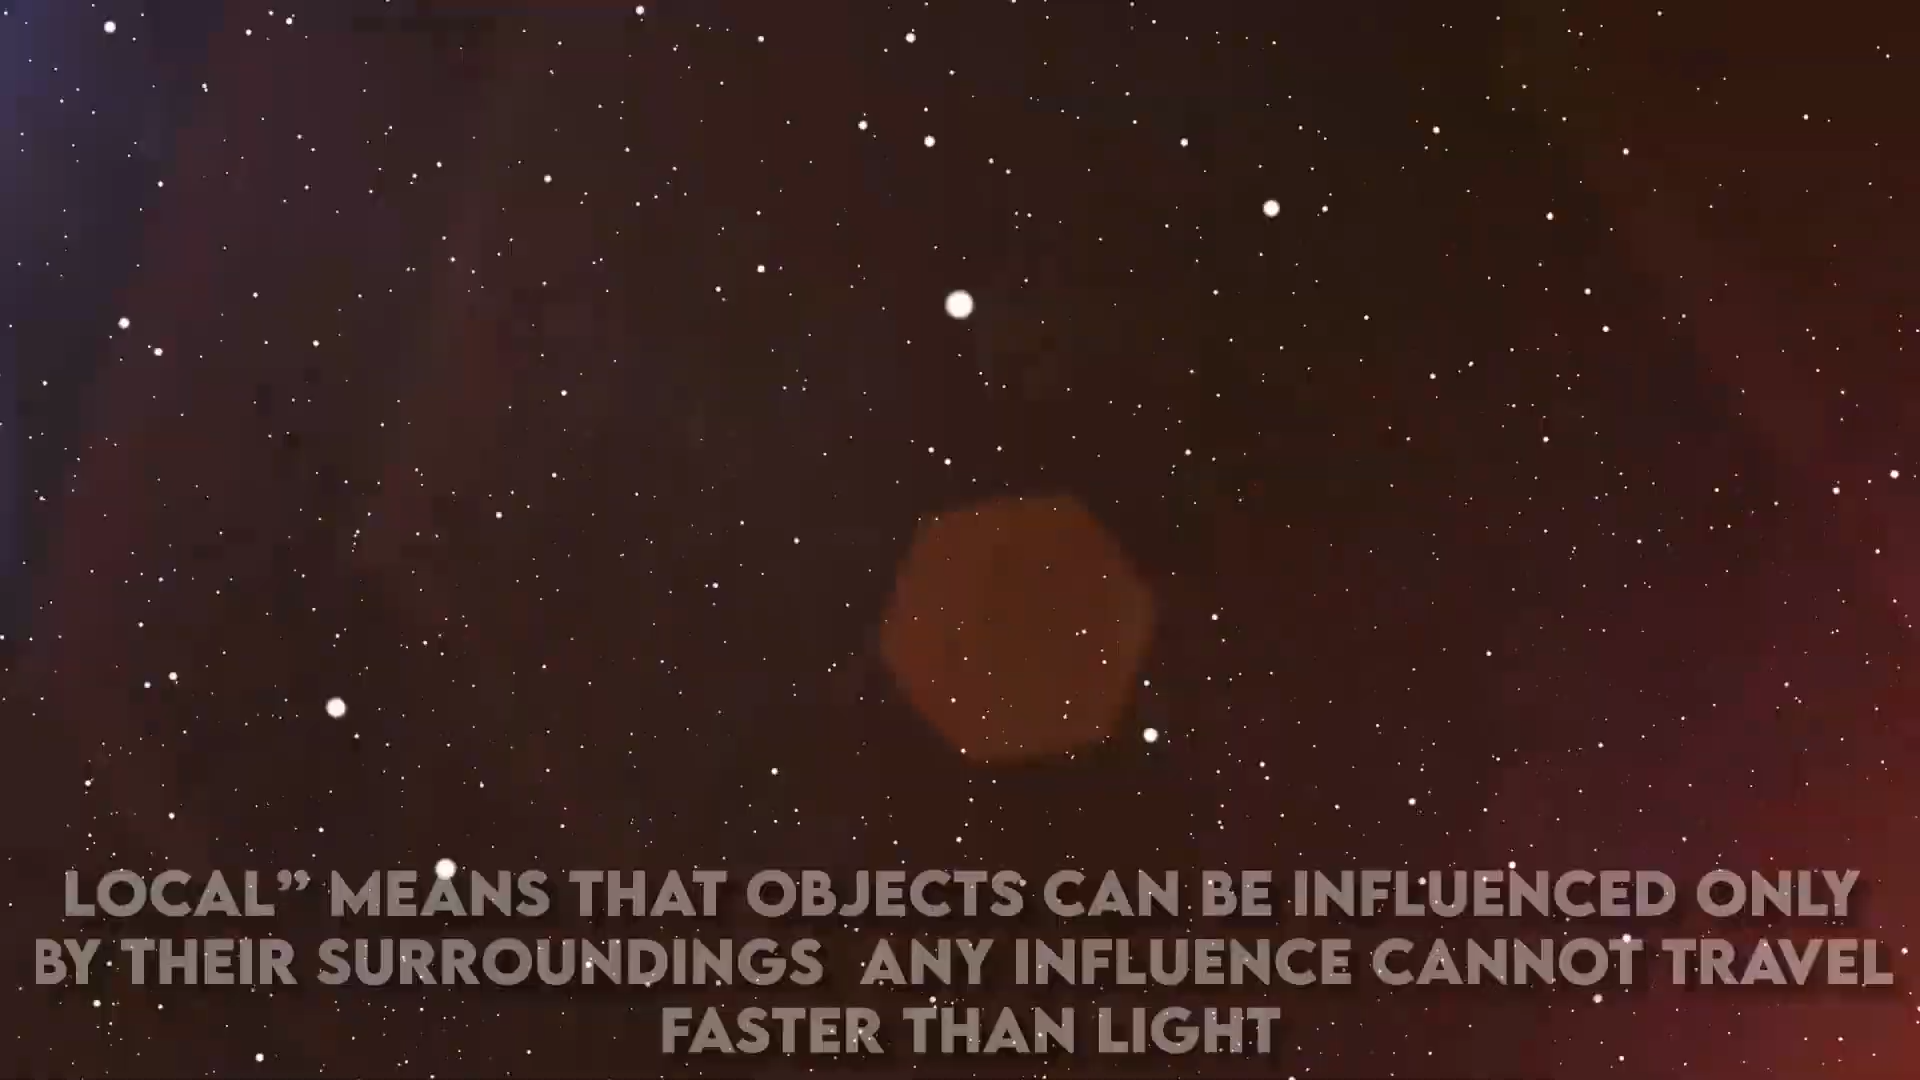 LOCAL” MEANS THAT OBJECTS CAN BE INFLUENCED ONLY
BY THEIR SURROUNDINGS  ANY INFLUENCE CANNOT TRAVEL
FASTER THAN LIGHT